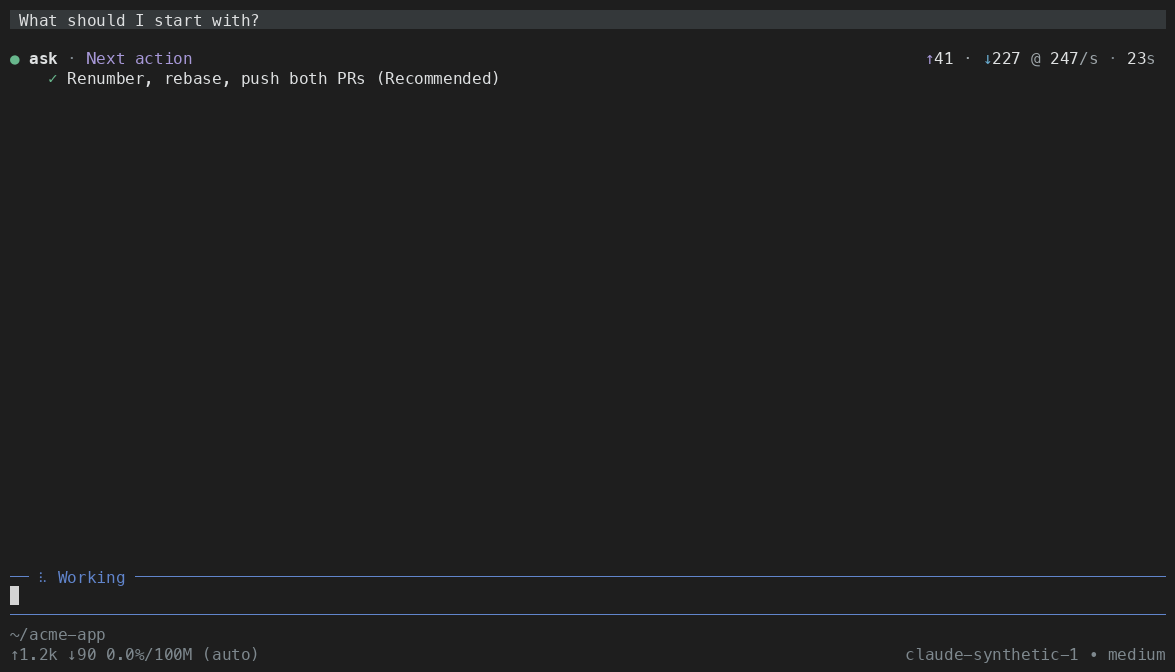 What should I start with?
● ask · Next action ↑41 · ↓227 @ 247/s · 23s
✓ Renumber, rebase, push both PRs (Recommended)
Working
~/acme-app
↑1.2k ↓90 0.0%/100M (auto) claude-synthetic-1 • medium